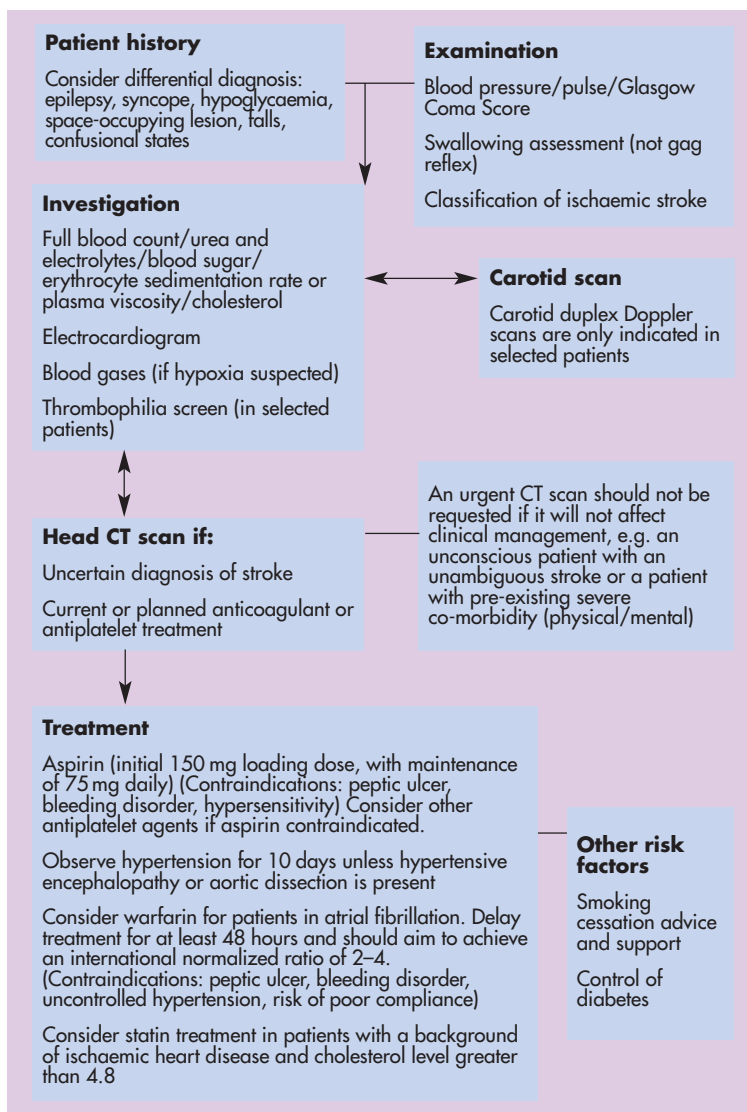 Patient history
Consider differential diagnosis:
epilepsy, syncope, hypoglycaemia,
space-occupying lesion, falls,
confusional states
Examination
Blood pressure/pulse/Glasgow
Coma Score
Swallowing assessment (not gag
reflex)
Classification of ischaemic stroke
Investigation
Full blood count/urea and
electrolytes/blood sugar/
erythrocyte sedimentation rate or
plasma viscosity/cholesterol
Electrocardiogram
Blood gases (if hypoxia suspected)
Thrombophilia screen (in selected
patients)
Carotid scan
Carotid duplex Doppler
scans are only indicated in
selected patients
Head CT scan if:
Uncertain diagnosis of stroke
Current or planned anticoagulant or
antiplatelet treatment
An urgent CT scan should not be
requested if it will not affect
clinical management, e.g. an
unconscious patient with an
unambiguous stroke or a patient
with pre-existing severe
co-morbidity (physical/mental)
Treatment
Aspirin (initial 150 mg loading dose, with maintenance
of 75 mg daily) (Contraindications: peptic ulcer,
bleeding disorder, hypersensitivity) Consider other
antiplatelet agents if aspirin contraindicated.
Observe hypertension for 10 days unless hypertensive
encephalopathy or aortic dissection is present
Consider warfarin for patients in atrial fibrillation. Delay
treatment for at least 48 hours and should aim to achieve
an international normalized ratio of 2–4.
(Contraindications: peptic ulcer, bleeding disorder,
uncontrolled hypertension, risk of poor compliance)
Consider statin treatment in patients with a background
of ischaemic heart disease and cholesterol level greater
than 4.8
Other risk
factors
Smoking
cessation advice
and support
Control of
diabetes